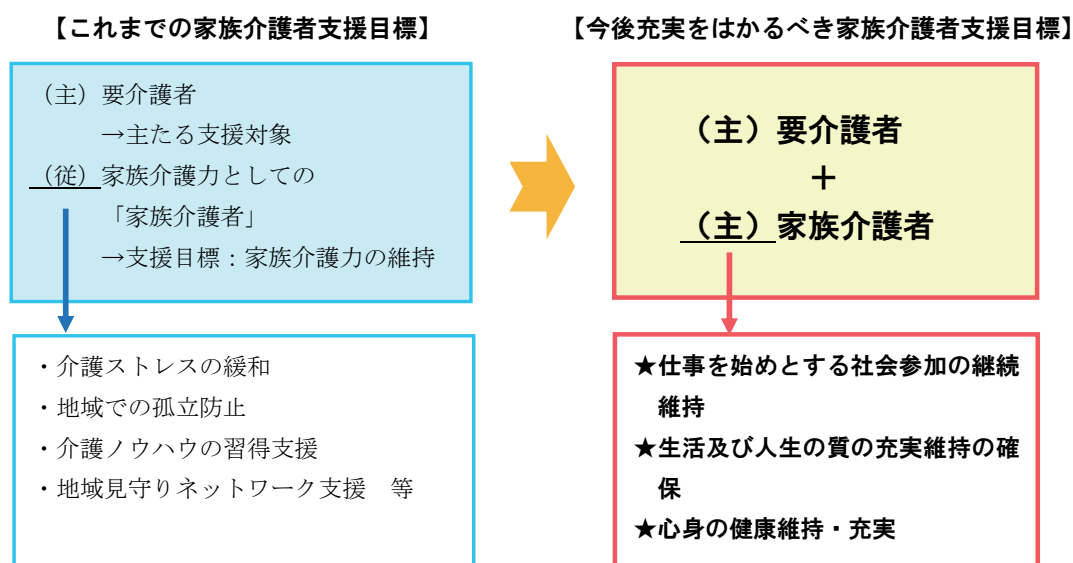 【これまでの家族介護者支援目標】
（主）要介護者
→主たる支援対象
（従）家族介護力としての
「家族介護者」
→支援目標：家族介護力の維持
・介護ストレスの緩和
・地域での孤立防止
・介護ノウハウの習得支援
・地域見守りネットワーク支援　等
【今後充実をはかるべき家族介護者支援目標】
（主）要介護者
＋
（主）家族介護者
★仕事を始めとする社会参加の継続
維持
★生活及び人生の質の充実維持の確
保
★心身の健康維持・充実